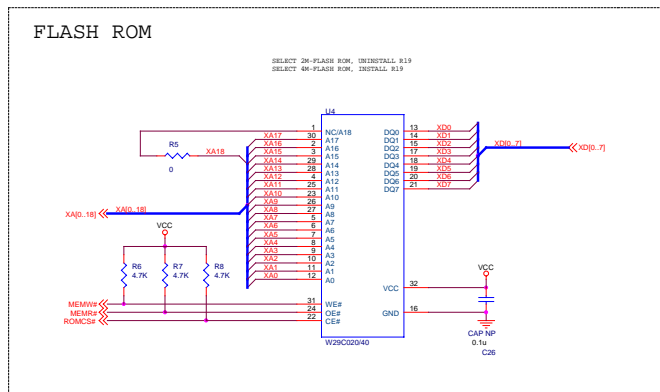 FLASH ROM
SELECT 2M-FLASH ROM, UNINSTALL R19
SELECT 4M-FLASH ROM, INSTALL R19
U4
1 NC/A18 DQ0 13 XD0
XA17 30 A17 DQ1 14 XD1
XA16 2 A16 DQ2 15 XD2 XD[0..7] XD[0..7]
R5 XA18 XA15 3 A15 DQ3 17 XD3
XA14 29 A14 DQ4 18 XD4
0 XA13 28 A13 DQ5 19 XD5
XA12 4 A12 DQ6 20 XD6
XA11 25 A11 DQ7 21 XD7
XA10 23 A10
XA9 26 A9
XA[0..18] XA[0..18] XA8 27 A8
XA7 5 A7
VCC XA6 6 A6
XA5 7 A5
XA4 8 A4
XA3 9 A3
R6 R7 R8 XA2 10 A2
4.7K 4.7K 4.7K XA1 11 A1 VCC
XA0 12 A0
VCC 32
MEMW# 31 WE#
MEMR# 24 OE# GND 16
ROMCS# 22 CE#
CAP NP
W29C020/40 0.1u
C26